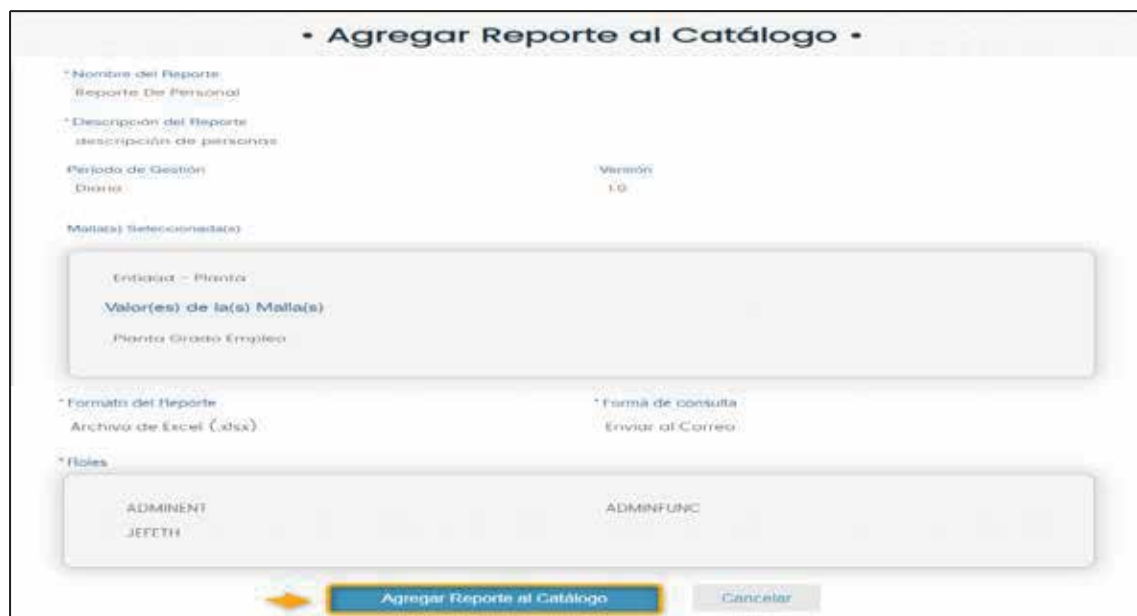 • Agregar Reporte al Catálogo •
* Nombre del Reporte
Reporte De Personal
* Descripción del Reporte
descripción de personas
Periodo de Gestión Versión
Diario 1.0
Malla(s) Seleccionada(s)
Entidad - Planta
Valor(es) de la(s) Malla(s)
Planta Grado Empleo
* Formato del Reporte * Forma de consulta
Archivo de Excel (.xlsx) Enviar al Correo
* Roles
ADMINENT ADMINFUNC
JEFETH
Agregar Reporte al Catálogo Cancelar